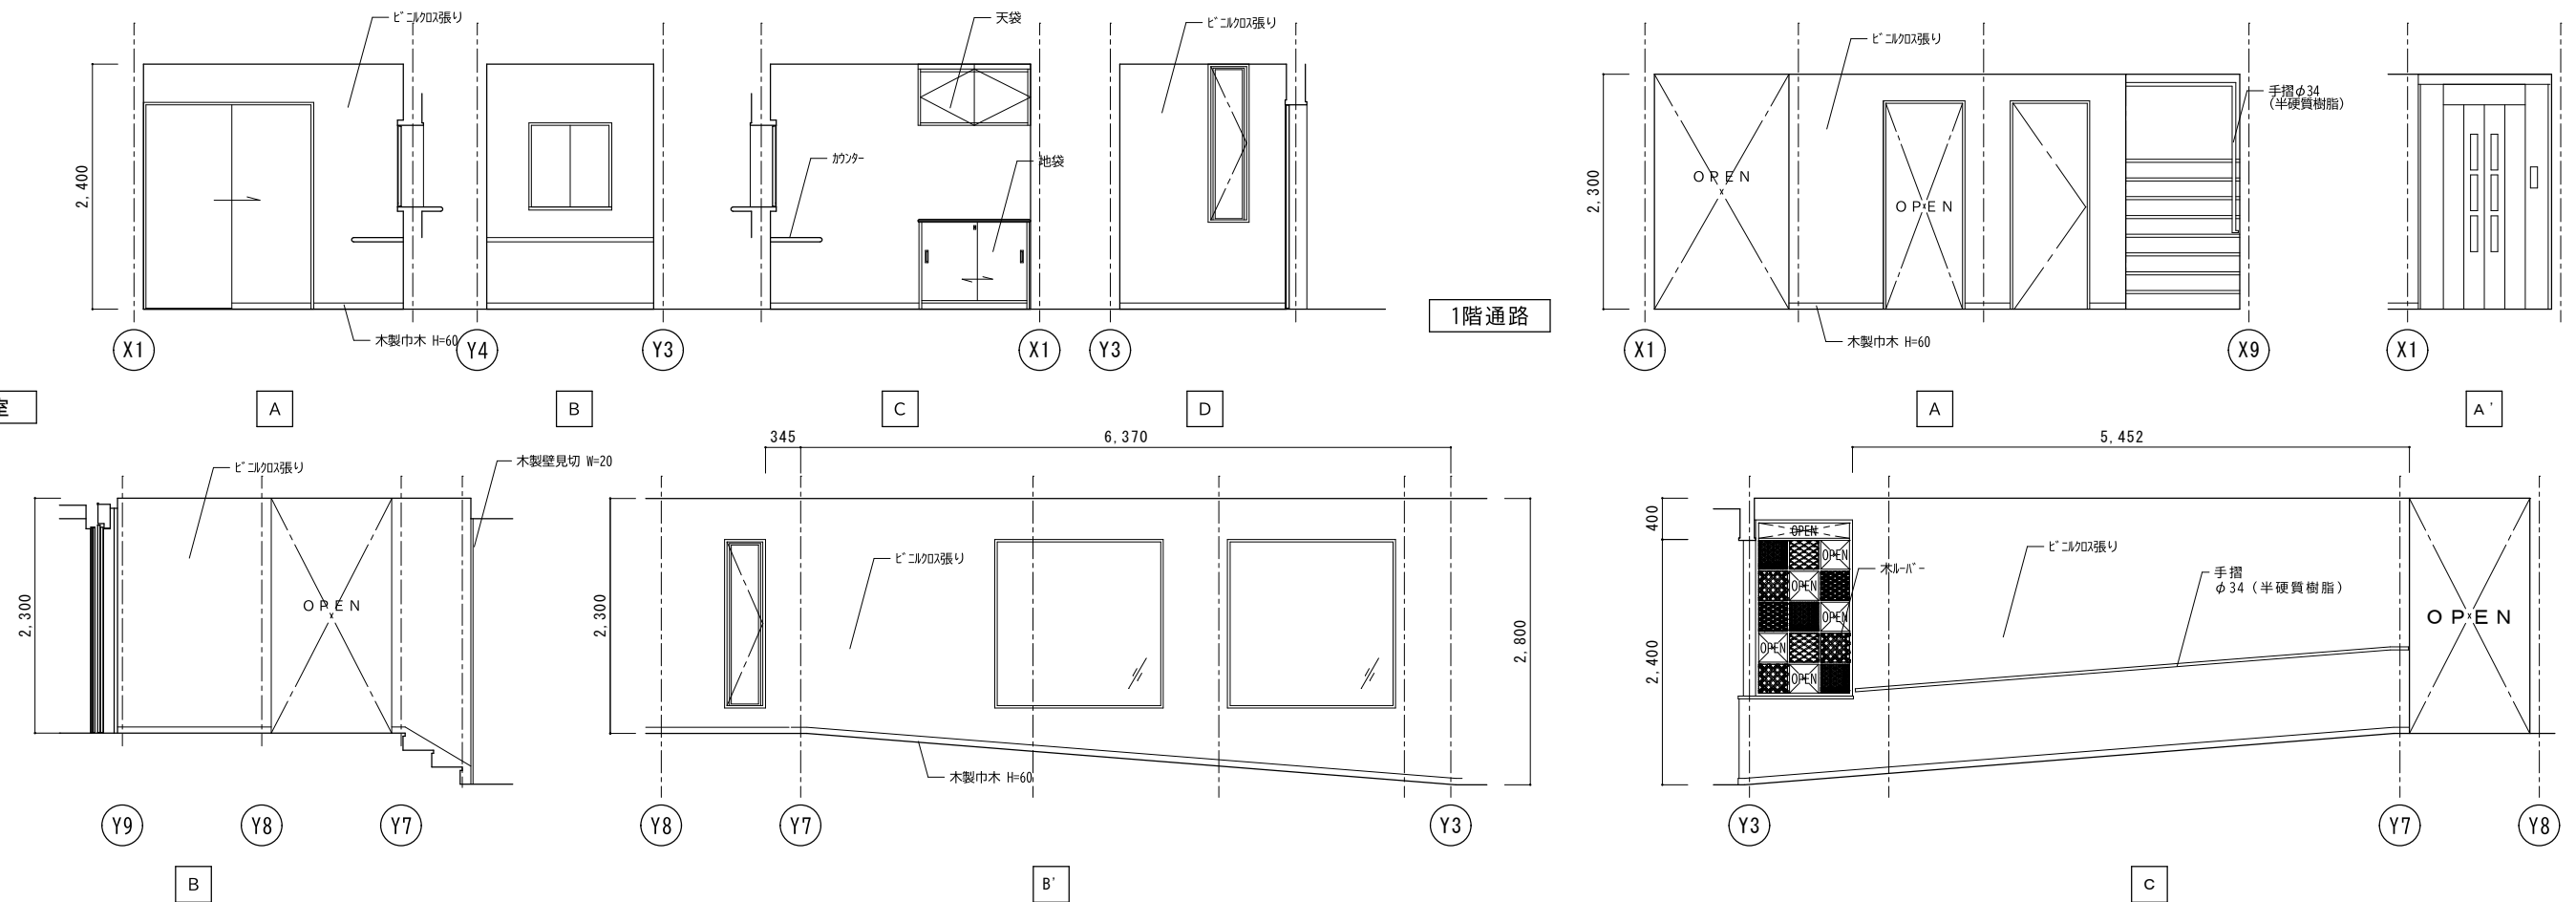 ビニルクロス張り
天袋
ビニルクロス張り
ビニルクロス張り
手摺φ34
(半硬質樹脂)
2,400
カウンター
地袋
OPEN
OPEN
2,300
木製巾木 H=60
1階通路
木製巾木 H=60
X1
Y4
Y3
X1
Y3
X1
X9
X1
室
A
B
C
D
A
A'
345
6,370
5,452
ビニルクロス張り
木製壁見切 W=20
OPEN
2,300
ビニルクロス張り
2,300
2,800
木製巾木 H=60
400
2,400
OPEN
OPEN
OPEN
OPEN
OPEN
OPEN
木ルーバー
ビニルクロス張り
手摺
φ34(半硬質樹脂)
OPEN
Y9
Y8
Y7
Y8
Y7
Y3
Y3
Y7
Y8
B
B'
C